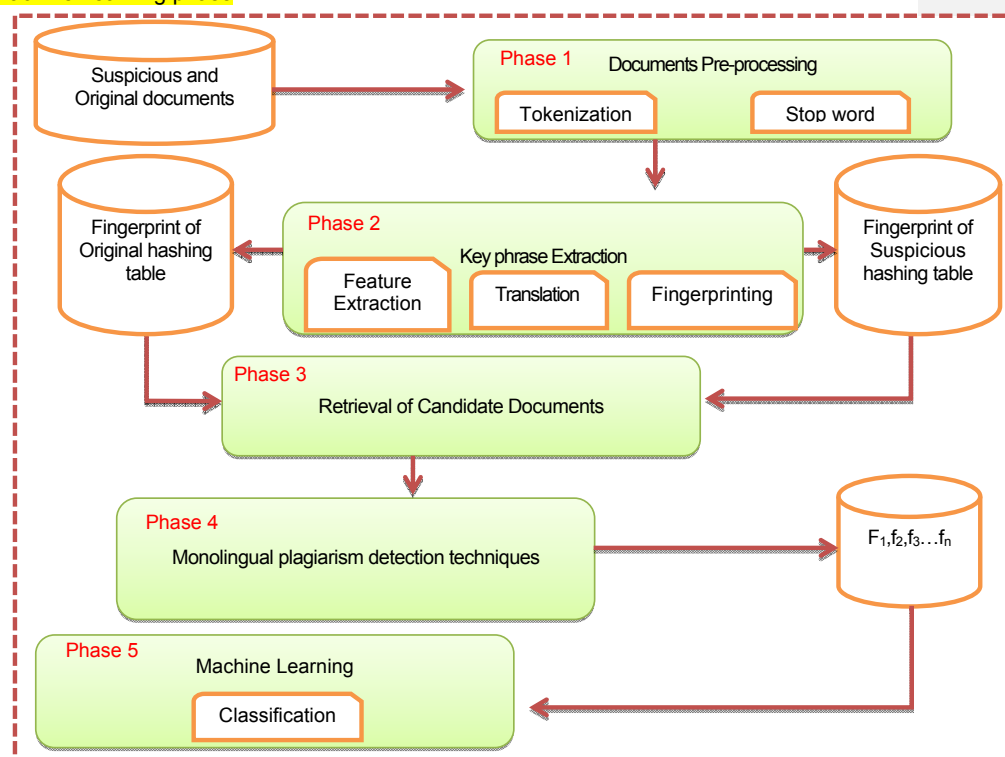 learning phase
Suspicious and
Original documents
Phase 1
Documents Pre-processing
Tokenization
Stop word
Fingerprint of
Original hashing
table
Phase 2
Key phrase Extraction
Feature
Extraction
Translation
Fingerprinting
Fingerprint of
Suspicious
hashing table
Phase 3
Retrieval of Candidate Documents
Phase 4
Monolingual plagiarism detection techniques
F₁,f₂,f₃…fₙ
Phase 5
Machine Learning
Classification